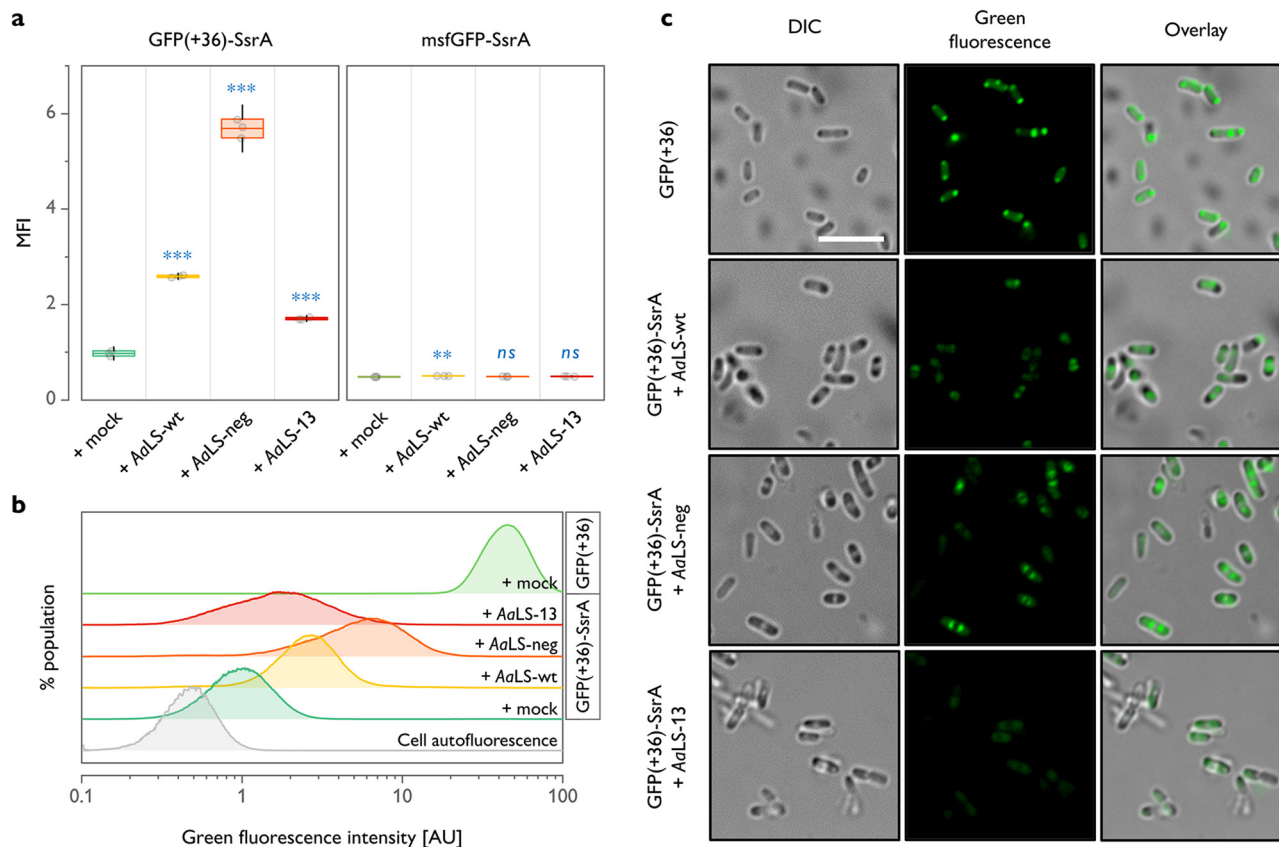 a
GFP(+36)-SsrA
msfGFP-SsrA
MFI
6
4
2
0
***
***
***
**
ns
ns
+ mock
+ AaLS-wt
+ AaLS-neg
+ AaLS-13
+ mock
+ AaLS-wt
+ AaLS-neg
+ AaLS-13
b
% population
+ mock
+ AaLS-13
+ AaLS-neg
+ AaLS-wt
+ mock
Cell autofluorescence
GFP(+36)
GFP(+36)-SsrA
0.1
1
10
100
Green fluorescence intensity [AU]
c
DIC
Green
fluorescence
Overlay
GFP(+36)
GFP(+36)-SsrA
+ AaLS-wt
GFP(+36)-SsrA
+ AaLS-neg
GFP(+36)-SsrA
+ AaLS-13